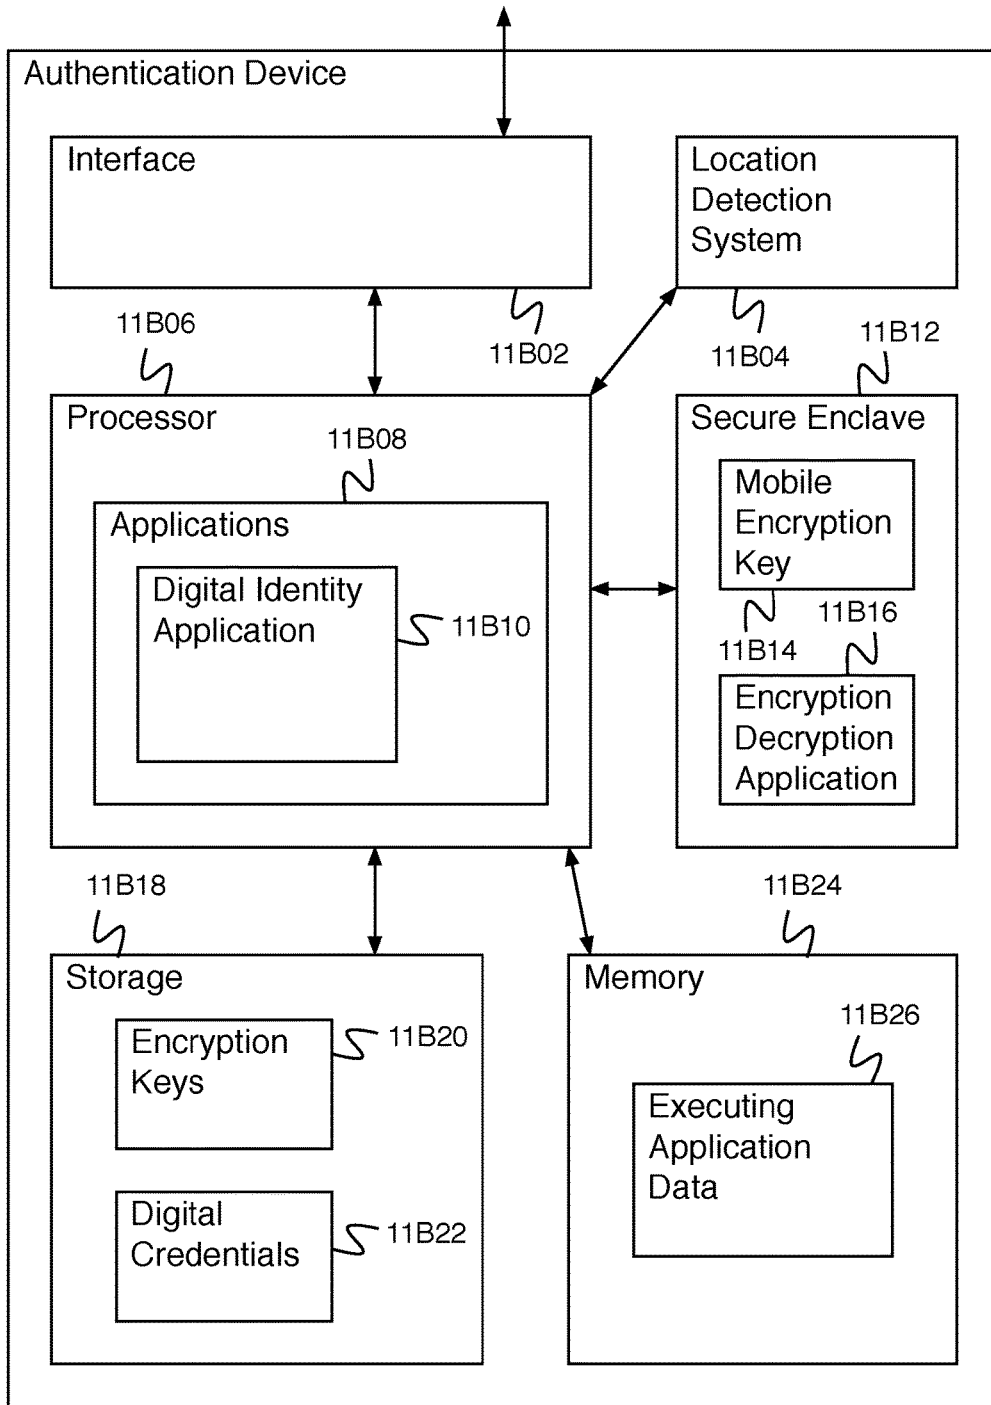 Authentication Device
Interface
Location
Detection
System
11B06
11B02
11B04
11B12
Processor
11B08
Applications
Digital Identity
Application
11B10
Secure Enclave
Mobile
Encryption
Key
11B14
11B16
Encryption
Decryption
Application
11B18
11B24
Storage
Encryption
Keys
11B20
Digital
Credentials
11B22
Memory
11B26
Executing
Application
Data